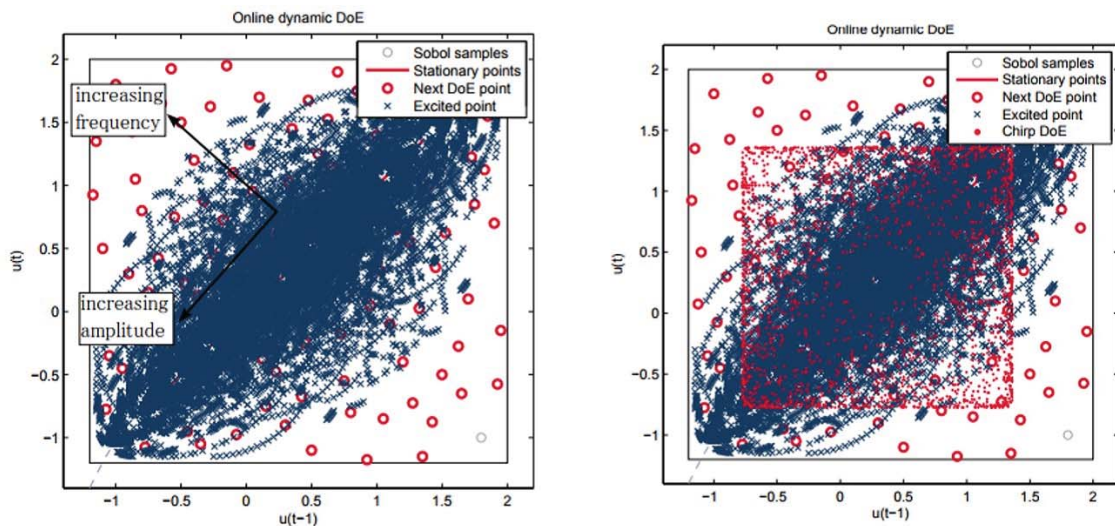 Online dynamic DoE
Sobol samples
Stationary points
Next DoE point
Excited point
increasing
frequency
increasing
amplitude
u(t)
2
1.5
1
0.5
0
−0.5
−1
−1 −0.5 0 0.5 1 1.5 2
u(t−1)
Online dynamic DoE
Sobol samples
Stationary points
Next DoE point
Excited point
Chirp DoE
u(t)
2
1.5
1
0.5
0
−0.5
−1
−1 −0.5 0 0.5 1 1.5 2
u(t−1)